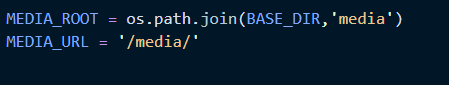 MEDIA_ROOT = os.path.join(BASE_DIR,'media')
MEDIA_URL = '/media/'